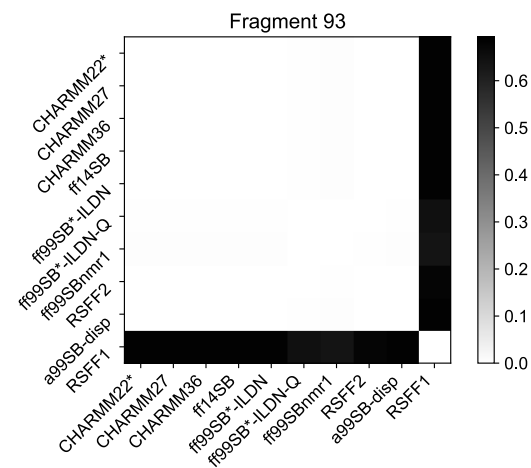 Fragment 93
CHARMM22*
CHARMM27
CHARMM36
ff14SB
ff99SB*-ILDN
ff99SB*-ILDN-Q
ff99SBnmr1
RSFF2
a99SB-disp
RSFF1
CHARMM22*
CHARMM27
CHARMM36
ff14SB
ff99SB*-ILDN
ff99SB*-ILDN-Q
ff99SBnmr1
RSFF2
a99SB-disp
RSFF1
0.6
0.5
0.4
0.3
0.2
0.1
0.0